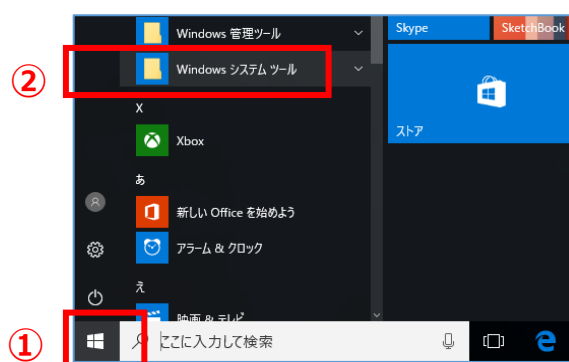 Windows 管理ツール
Skype
SketchBook
②
Windows システム ツール
X
Xbox
ストア
あ
新しい Office を始めよう
アラーム & クロック
え
映画 & テレビ
①
ここに入力して検索